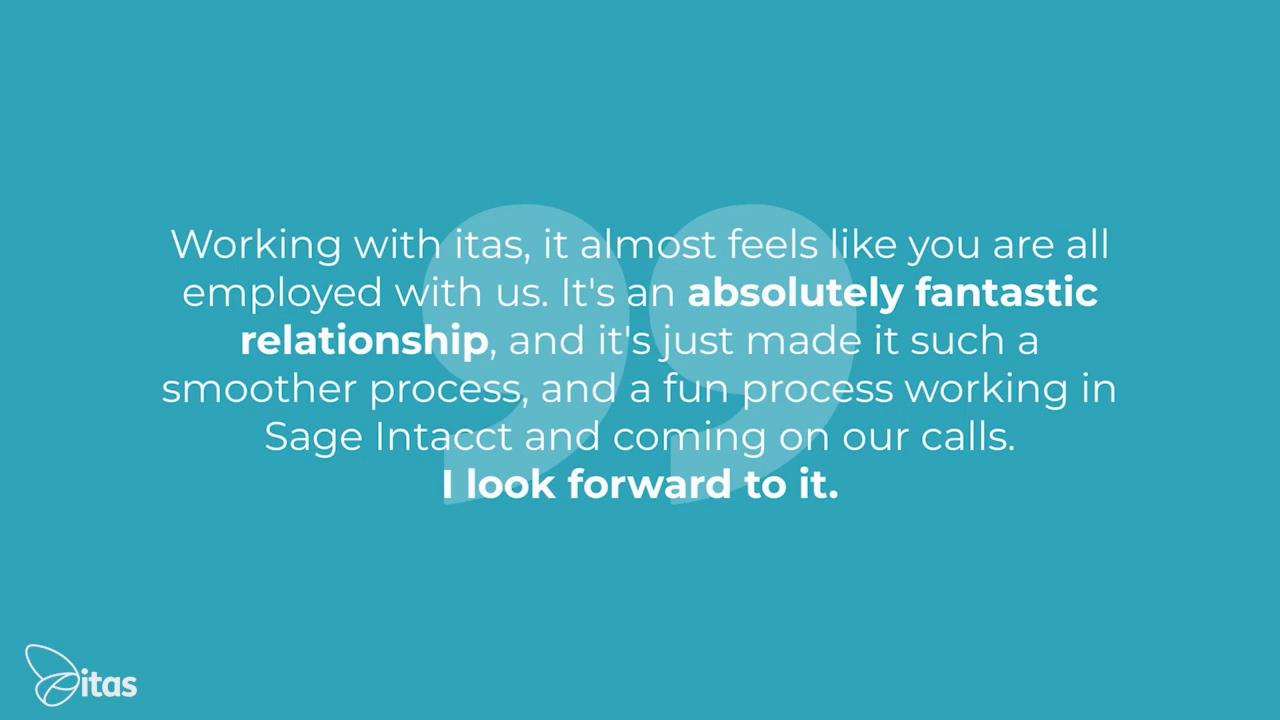 Working with itas, it almost feels like you are all
employed with us. It's an absolutely fantastic
relationship, and it's just made it such a
smoother process, and a fun process working in
Sage Intacct and coming on our calls.
I look forward to it.
itas